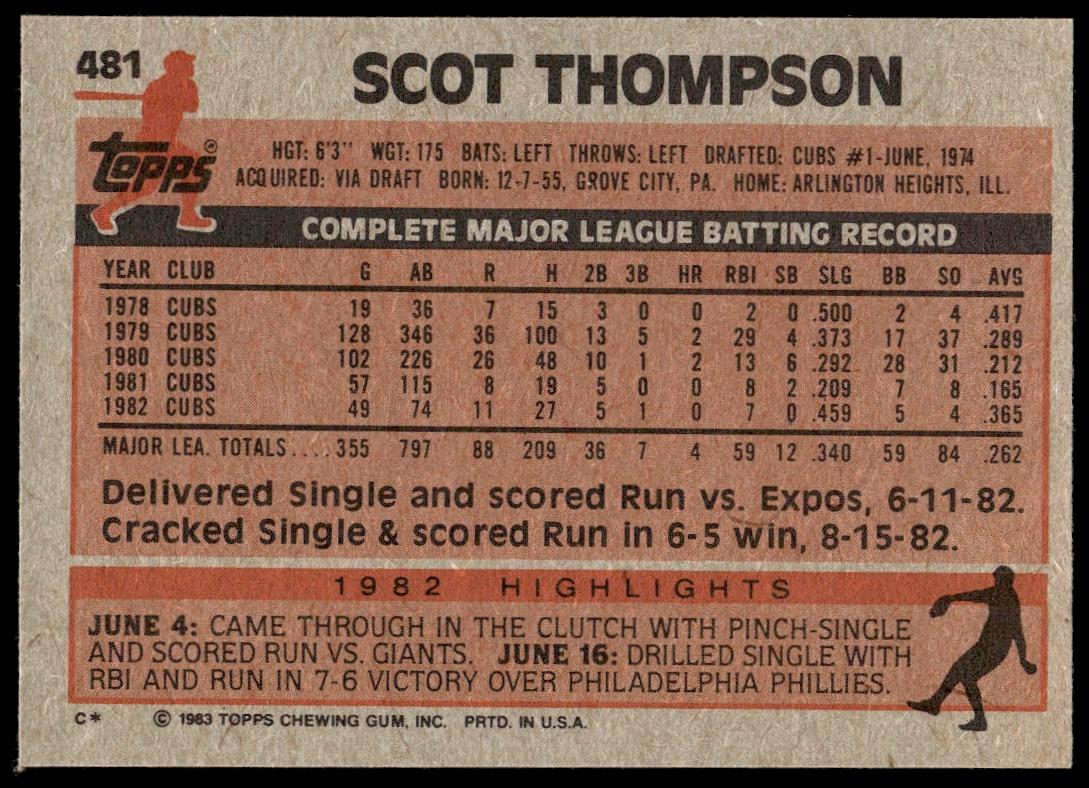 481
SCOT THOMPSON
topps®
HGT: 6'3" WGT: 175 BATS: LEFT THROWS: LEFT DRAFTED: CUBS #1-JUNE, 1974
ACQUIRED: VIA DRAFT BORN: 12-7-55, GROVE CITY, PA. HOME: ARLINGTON HEIGHTS, ILL.
COMPLETE MAJOR LEAGUE BATTING RECORD
YEAR CLUB G AB R H 2B 3B HR RBI SB SLG BB SO AVG
1978 CUBS 19 36 7 15 3 0 0 2 0 .500 2 4 .417
1979 CUBS 128 346 36 100 13 5 2 29 4 .373 17 37 .289
1980 CUBS 102 226 26 48 10 1 2 13 6 .292 28 31 .212
1981 CUBS 57 115 8 19 5 0 0 8 2 .209 7 8 .165
1982 CUBS 49 74 11 27 5 1 0 7 0 .459 5 4 .365
MAJOR LEA. TOTALS.... 355 797 88 209 36 7 4 59 12 .340 59 84 .262
Delivered Single and scored Run vs. Expos, 6-11-82.
Cracked Single & scored Run in 6-5 win, 8-15-82.
1982 HIGHLIGHTS
JUNE 4: CAME THROUGH IN THE CLUTCH WITH PINCH-SINGLE
AND SCORED RUN VS. GIANTS. JUNE 16: DRILLED SINGLE WITH
RBI AND RUN IN 7-6 VICTORY OVER PHILADELPHIA PHILLIES.
C* © 1983 TOPPS CHEWING GUM, INC. PRTD. IN U.S.A.